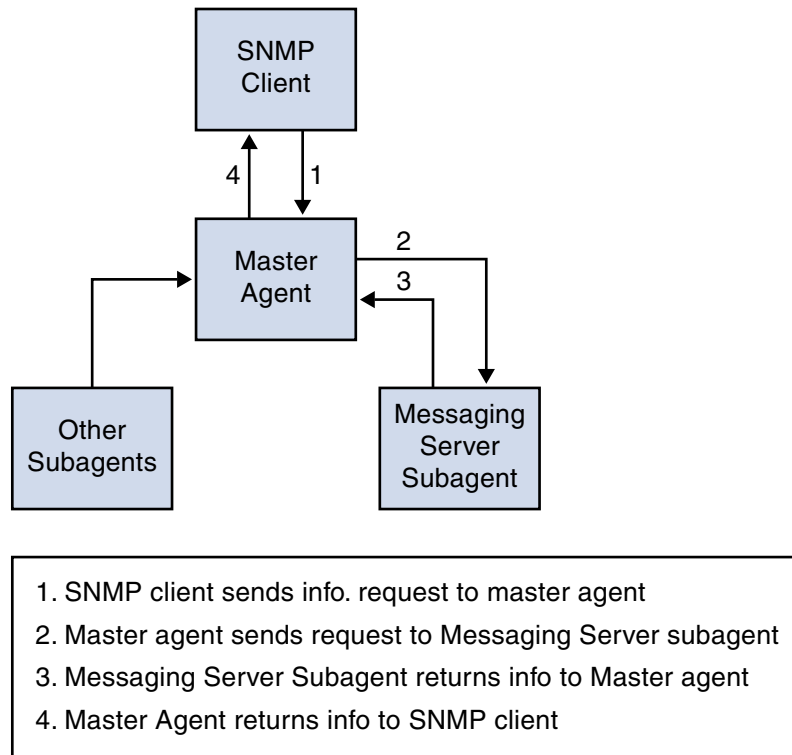 SNMP
Client
4
1
Master
Agent
2
3
Other
Subagents
Messaging
Server
Subagent
1. SNMP client sends info. request to master agent
2. Master agent sends request to Messaging Server subagent
3. Messaging Server Subagent returns info to Master agent
4. Master Agent returns info to SNMP client